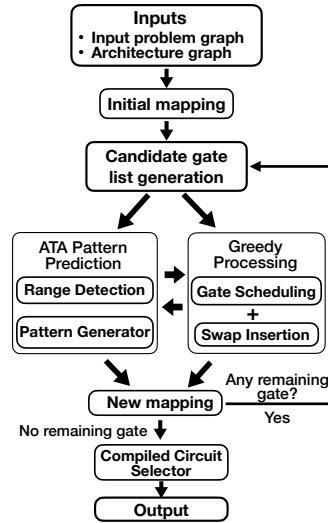 Inputs
• Input problem graph
• Architecture graph
Initial mapping
Candidate gate
list generation
ATA Pattern
Prediction
Range Detection
Pattern Generator
Greedy
Processing
Gate Scheduling
+
Swap Insertion
New mapping
Any remaining
gate?
Yes
No remaining gate
Compiled Circuit
Selector
Output